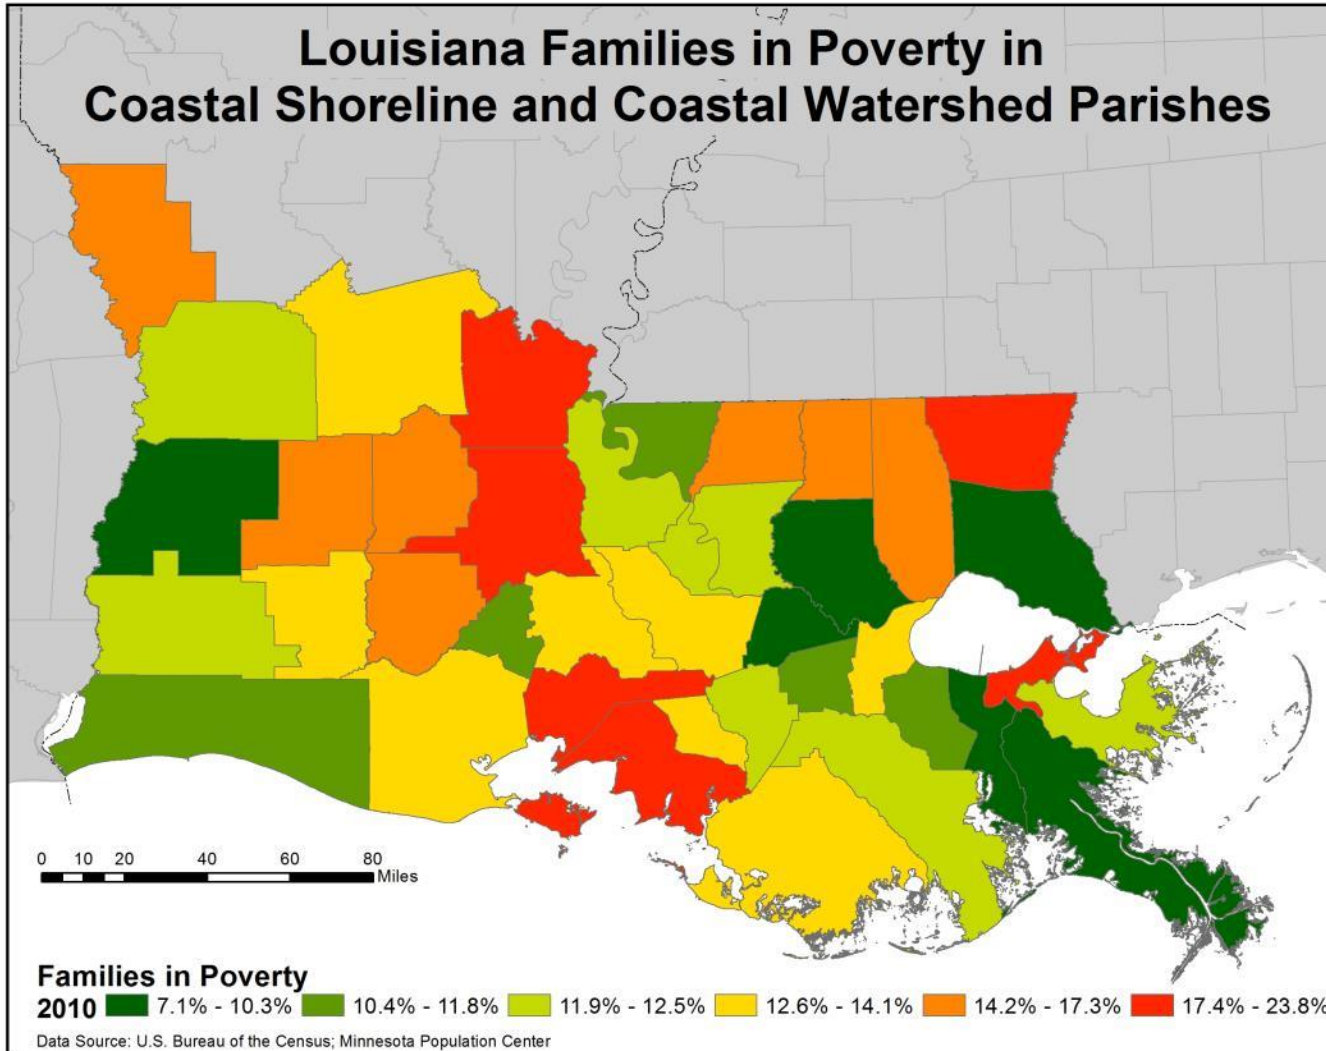 Louisiana Families in Poverty in
Coastal Shoreline and Coastal Watershed Parishes
0 10 20 40 60 80
Miles
Families in Poverty
2010 7.1% - 10.3% 10.4% - 11.8% 11.9% - 12.5% 12.6% - 14.1% 14.2% - 17.3% 17.4% - 23.8%
Data Source: U.S. Bureau of the Census; Minnesota Population Center